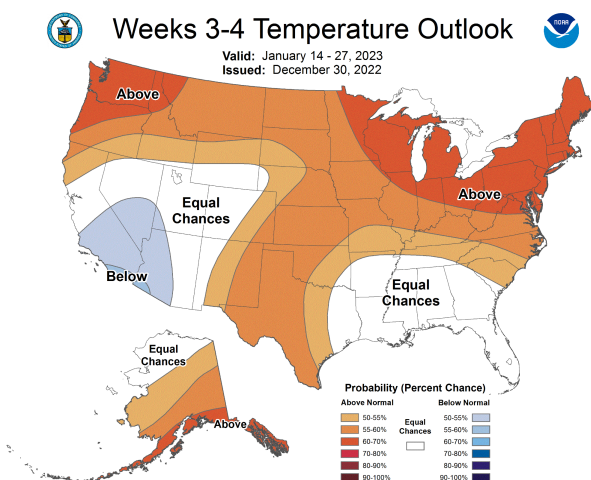 Weeks 3-4 Temperature Outlook
NOAA
Valid: January 14 - 27, 2023
Issued: December 30, 2022
Above
Equal
Chances
Above
Below
Equal
Chances
Equal
Chances
Above
Probability (Percent Chance)
Above Normal
Below Normal
Equal
Chances
50-55%
55-60%
60-70%
70-80%
80-90%
90-100%
50-55%
55-60%
60-70%
70-80%
80-90%
90-100%